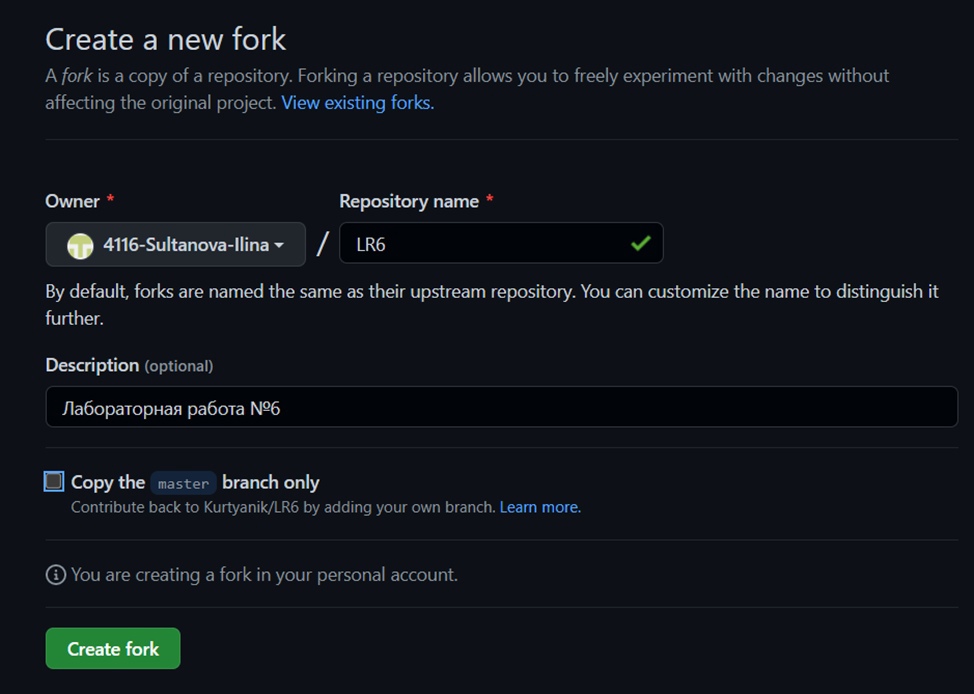 Create a new fork
A fork is a copy of a repository. Forking a repository allows you to freely experiment with changes without
affecting the original project. View existing forks.
Owner * Repository name *
4116-Sultanova-Ilina / LR6
By default, forks are named the same as their upstream repository. You can customize the name to distinguish it
further.
Description (optional)
Лабораторная работа №6
Copy the master branch only
Contribute back to Kurtyanik/LR6 by adding your own branch. Learn more.
You are creating a fork in your personal account.
Create fork